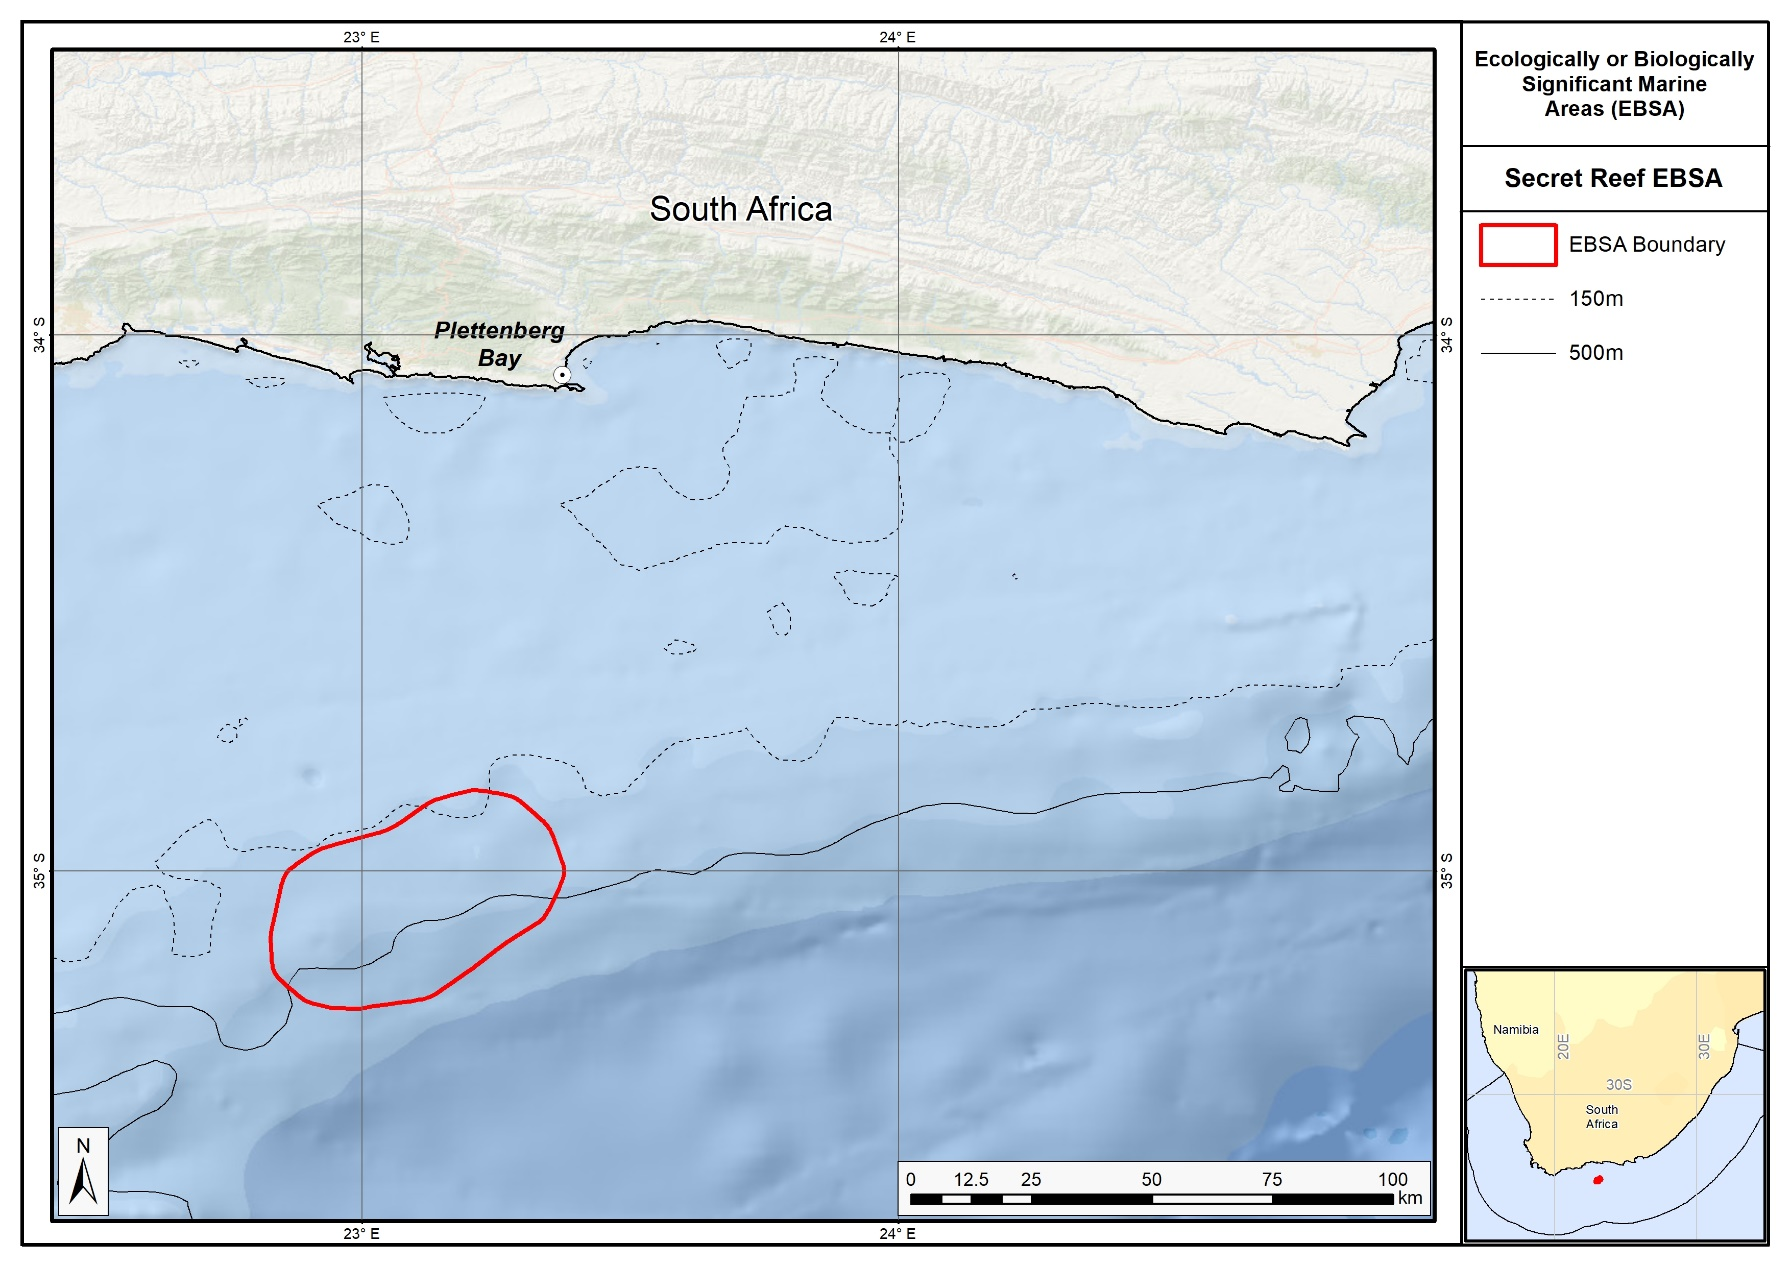 23° E
24° E
Ecologically or Biologically
Significant Marine
Areas (EBSA)
Secret Reef EBSA
EBSA Boundary
150m
500m
South Africa
Plettenberg
Bay
34° S
34° S
35° S
35° S
N
0 12.5 25 50 75 100
km
23° E
24° E
Namibia
20E
30E
30S
South
Africa